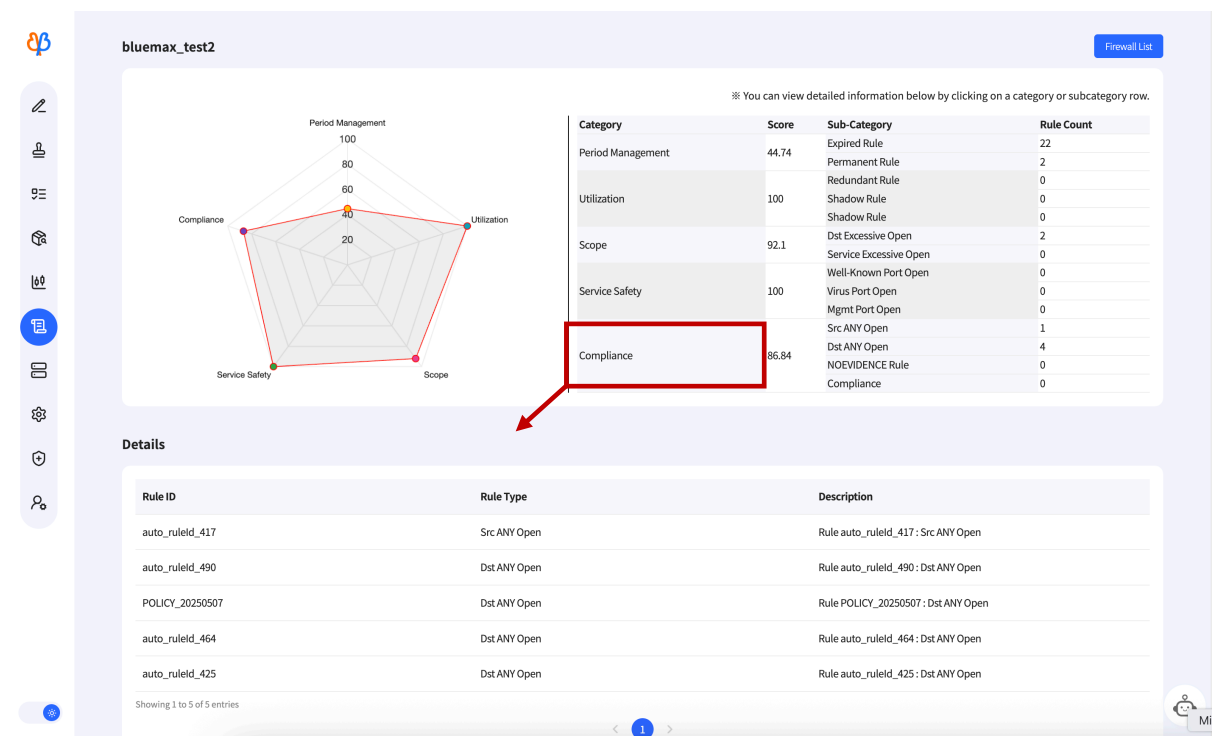 bluemax_test2
Firewall List
※ You can view detailed information below by clicking on a category or subcategory row.
Period Management
100
80
60
40
20
Compliance
Utilization
Service Safety
Scope
Category Score Sub-Category Rule Count
Period Management 44.74 Expired Rule 22
Permanent Rule 2
Utilization 100 Redundant Rule 0
Shadow Rule 0
Shadow Rule 0
Scope 92.1 Dst Excessive Open 2
Service Excessive Open 0
Service Safety 100 Well-Known Port Open 0
Virus Port Open 0
Mgmt Port Open 0
Compliance 86.84 Src ANY Open 1
Dst ANY Open 4
NOEVIDENCE Rule 0
Compliance 0
Details
Rule ID Rule Type Description
auto_ruleId_417 Src ANY Open Rule auto_ruleId_417 : Src ANY Open
auto_ruleId_490 Dst ANY Open Rule auto_ruleId_490 : Dst ANY Open
POLICY_20250507 Dst ANY Open Rule POLICY_20250507 : Dst ANY Open
auto_ruleId_464 Dst ANY Open Rule auto_ruleId_464 : Dst ANY Open
auto_ruleId_425 Dst ANY Open Rule auto_ruleId_425 : Dst ANY Open
Showing 1 to 5 of 5 entries
< 1 >
Mi